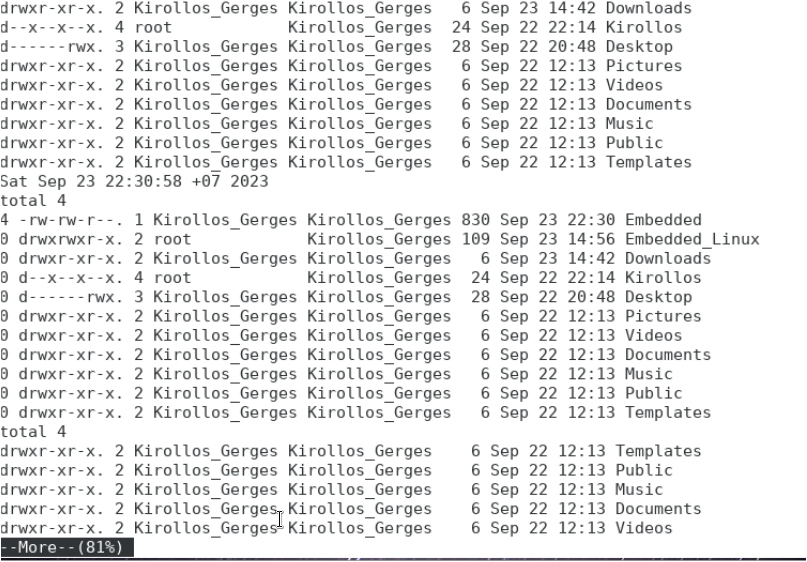 drwxr-xr-x. 2 Kirollos_Gerges Kirollos_Gerges   6 Sep 23 14:42 Downloads
d--x--x--x. 4 root            Kirollos_Gerges  24 Sep 22 22:14 Kirollos
d------rwx. 3 Kirollos_Gerges Kirollos_Gerges  28 Sep 22 20:48 Desktop
drwxr-xr-x. 2 Kirollos_Gerges Kirollos_Gerges   6 Sep 22 12:13 Pictures
drwxr-xr-x. 2 Kirollos_Gerges Kirollos_Gerges   6 Sep 22 12:13 Videos
drwxr-xr-x. 2 Kirollos_Gerges Kirollos_Gerges   6 Sep 22 12:13 Documents
drwxr-xr-x. 2 Kirollos_Gerges Kirollos_Gerges   6 Sep 22 12:13 Music
drwxr-xr-x. 2 Kirollos_Gerges Kirollos_Gerges   6 Sep 22 12:13 Public
drwxr-xr-x. 2 Kirollos_Gerges Kirollos_Gerges   6 Sep 22 12:13 Templates
Sat Sep 23 22:30:58 +07 2023
total 4
4 -rw-rw-r--. 1 Kirollos_Gerges Kirollos_Gerges 830 Sep 23 22:30 Embedded
0 drwxrwxr-x. 2 root            Kirollos_Gerges 109 Sep 23 14:56 Embedded_Linux
0 drwxr-xr-x. 2 Kirollos_Gerges Kirollos_Gerges   6 Sep 23 14:42 Downloads
0 d--x--x--x. 4 root            Kirollos_Gerges  24 Sep 22 22:14 Kirollos
0 d------rwx. 3 Kirollos_Gerges Kirollos_Gerges  28 Sep 22 20:48 Desktop
0 drwxr-xr-x. 2 Kirollos_Gerges Kirollos_Gerges   6 Sep 22 12:13 Pictures
0 drwxr-xr-x. 2 Kirollos_Gerges Kirollos_Gerges   6 Sep 22 12:13 Videos
0 drwxr-xr-x. 2 Kirollos_Gerges Kirollos_Gerges   6 Sep 22 12:13 Documents
0 drwxr-xr-x. 2 Kirollos_Gerges Kirollos_Gerges   6 Sep 22 12:13 Music
0 drwxr-xr-x. 2 Kirollos_Gerges Kirollos_Gerges   6 Sep 22 12:13 Public
0 drwxr-xr-x. 2 Kirollos_Gerges Kirollos_Gerges   6 Sep 22 12:13 Templates
total 4
drwxr-xr-x. 2 Kirollos_Gerges Kirollos_Gerges    6 Sep 22 12:13 Templates
drwxr-xr-x. 2 Kirollos_Gerges Kirollos_Gerges    6 Sep 22 12:13 Public
drwxr-xr-x. 2 Kirollos_Gerges Kirollos_Gerges    6 Sep 22 12:13 Music
drwxr-xr-x. 2 Kirollos_Gerges Kirollos_Gerges    6 Sep 22 12:13 Documents
drwxr-xr-x. 2 Kirollos_Gerges Kirollos_Gerges    6 Sep 22 12:13 Videos
--More--(81%)